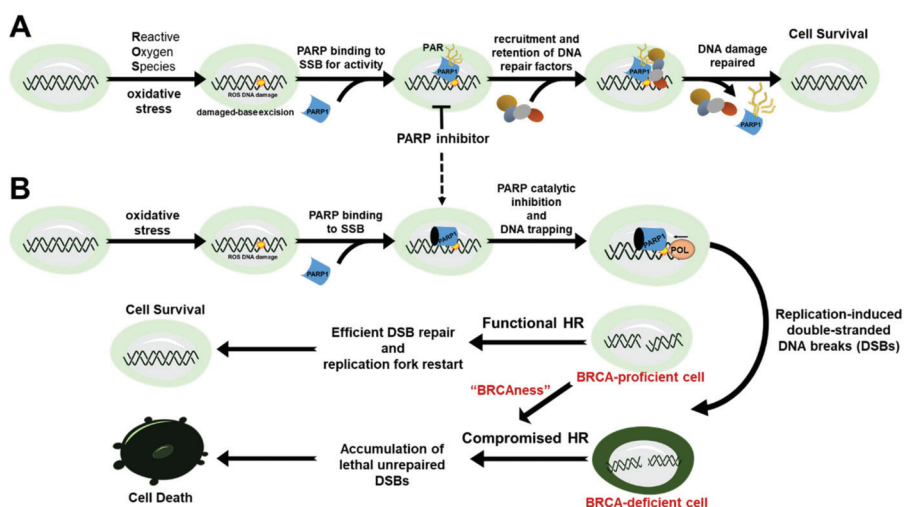 A
Reactive
Oxygen
Species
oxidative
stress
ROS DNA damage
damaged-base excision
PARP binding to
SSB for activity
PARP1
PAR
PARP1
recruitment and
retention of DNA
repair factors
PARP1
DNA damage
repaired
PARP1
Cell Survival
PARP inhibitor
B
oxidative
stress
ROS DNA damage
PARP binding
to SSB
PARP1
PARP1
PARP catalytic
inhibition
and
DNA trapping
PARP1
POL
Replication-induced
double-stranded
DNA breaks (DSBs)
Cell Survival
Efficient DSB repair
and
replication fork restart
Functional HR
BRCA-proficient cell
“BRCAness”
Compromised HR
Accumulation of
lethal unrepaired
DSBs
Cell Death
BRCA-deficient cell